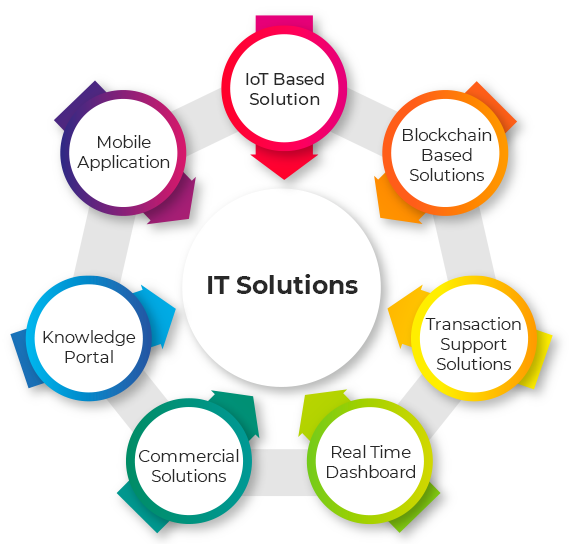 IoT Based
Solution
Blockchain
Based
Solutions
Transaction
Support
Solutions
Real Time
Dashboard
Commercial
Solutions
Knowledge
Portal
Mobile
Application
IT Solutions